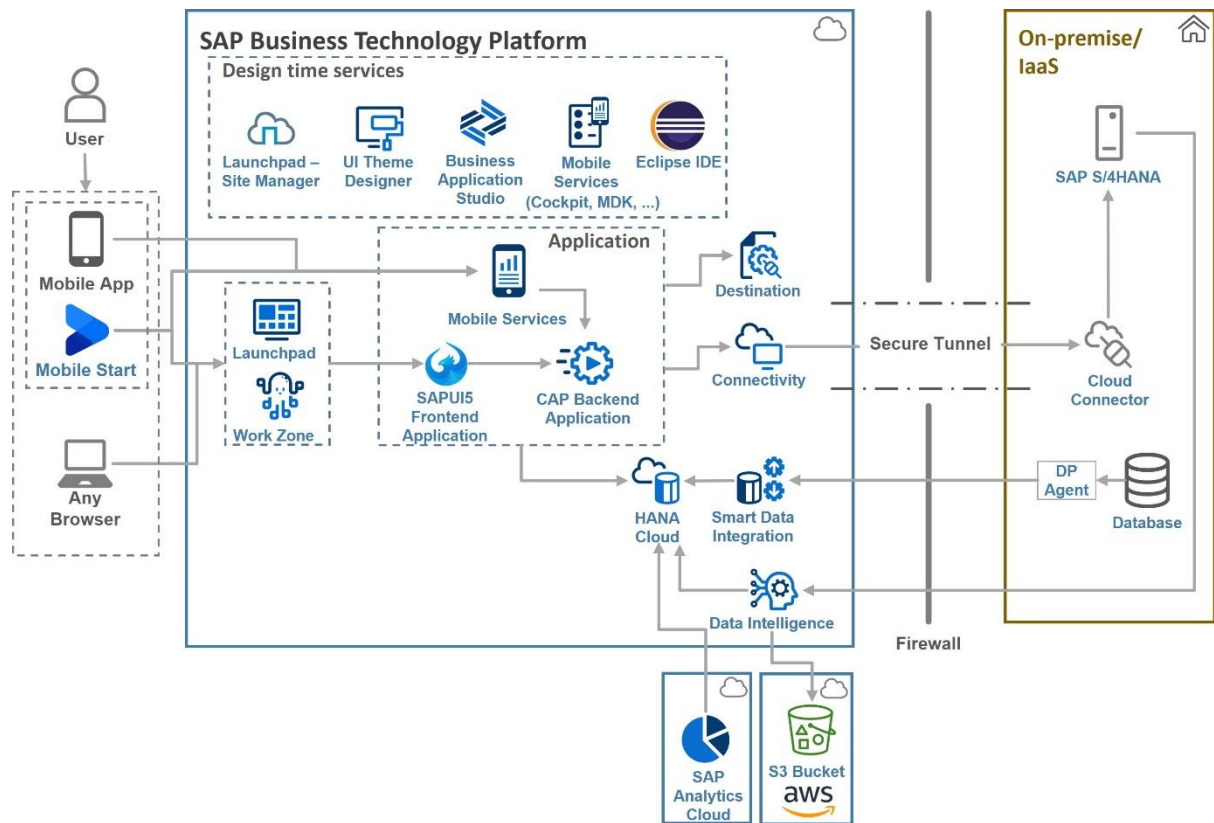 SAP Business Technology Platform
Design time services
Launchpad –
Site Manager
UI Theme
Designer
Business
Application
Studio
Mobile
Services
(Cockpit, MDK, ...)
Eclipse IDE
On-premise/
IaaS
SAP S/4HANA
User
Mobile App
Mobile Start
Any
Browser
Launchpad
Work Zone
Application
Mobile Services
SAPUI5
Frontend
Application
CAP Backend
Application
Destination
Connectivity
Secure Tunnel
Cloud
Connector
HANA
Cloud
Smart Data
Integration
DP
Agent
Database
Data Intelligence
Firewall
SAP
Analytics
Cloud
S3 Bucket
aws